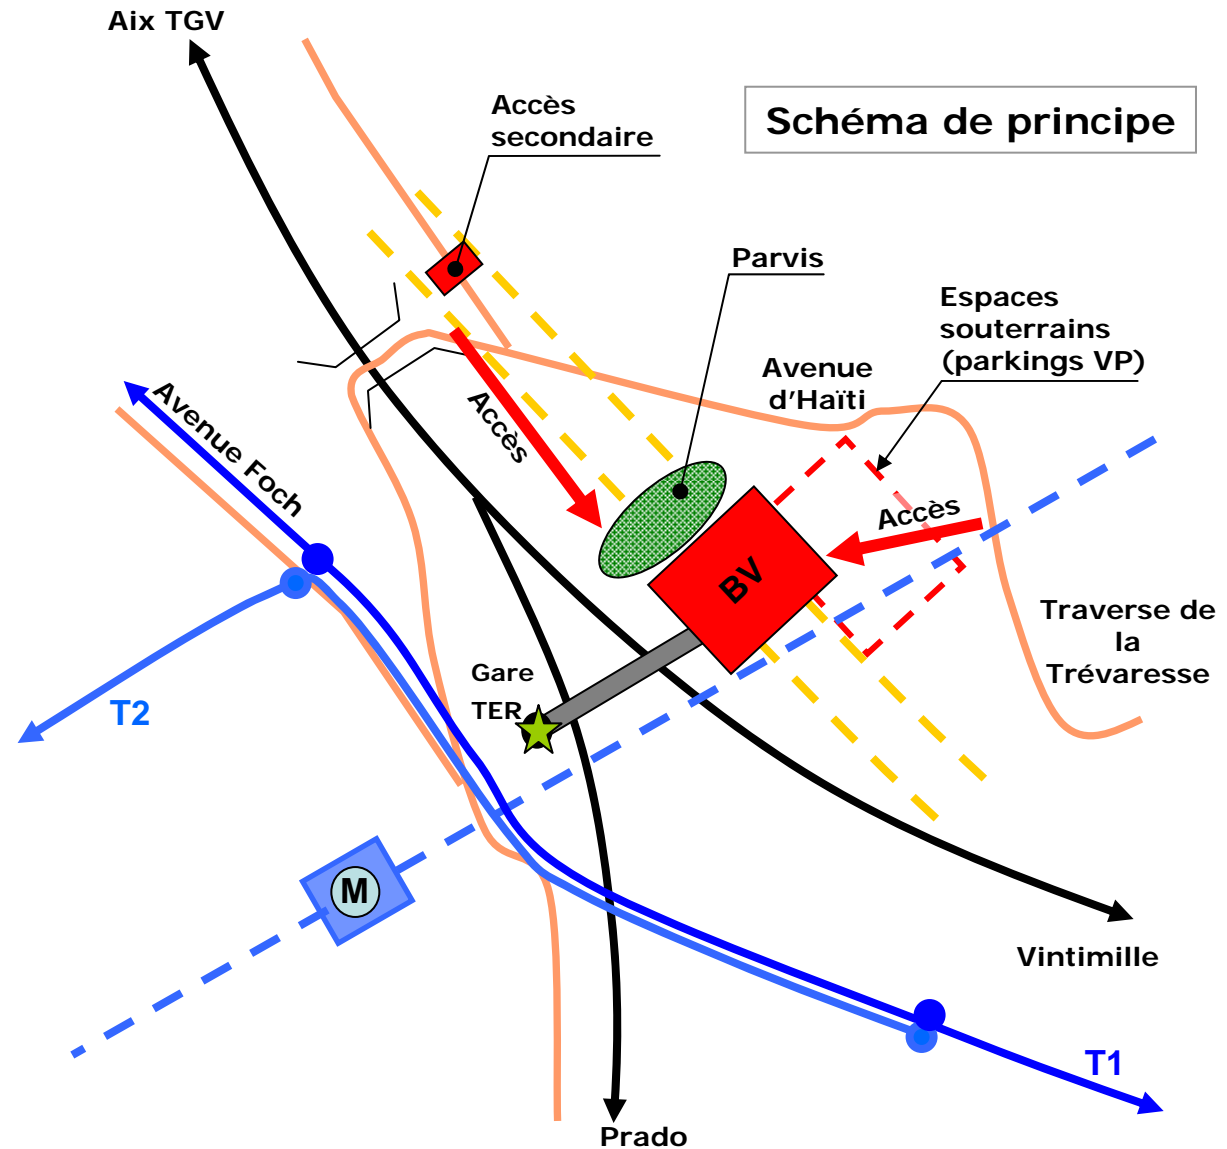 Aix TGV
Schéma de principe
Accès
secondaire
Parvis
Espaces
souterrains
(parkings VP)
Avenue
d'Haïti
Avenue Foch
Accès
Accès
BV
Traverse de
la
Trévaresse
Gare
TER
T2
M
Vintimille
T1
Prado